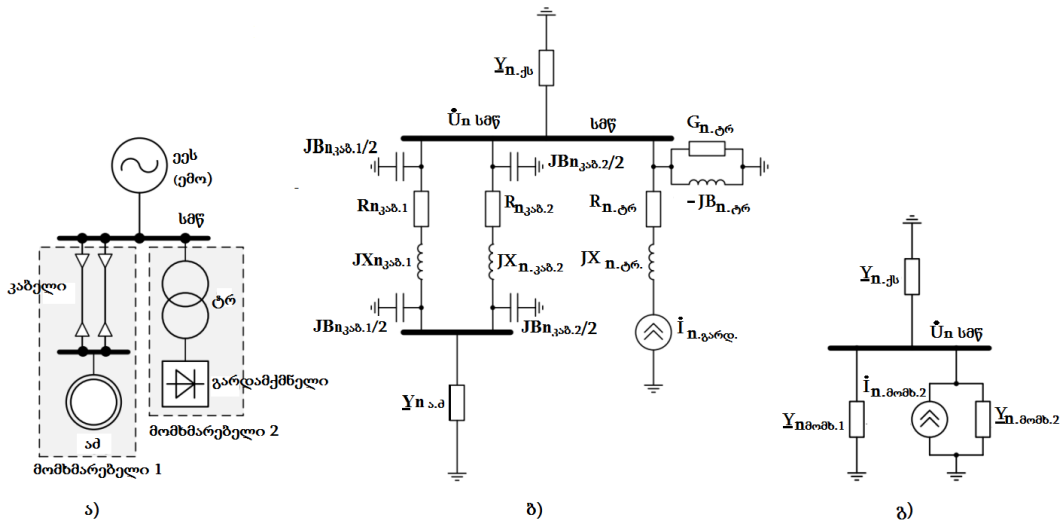 ეეს
(ემო)
სმწ
კაბელი
ტრ
გარდამქმნელი
ამ
მომხმარებელი 2
მომხმარებელი 1
ა)
Yn.ქს
U̇n სმწ
სმწ
Gn.ტრ
JBnკაბ.1/2
JBnკაბ.2/2
-JBn.ტრ
Rnკაბ.1
Rnკაბ.2
Rn.ტრ
JXnკაბ.1
JXn.კაბ.2
JX n.ტრ.
JBnკაბ.1/2
JBnკაბ.2/2
İn.გარდ.
Yn ა.მ
ბ)
Yn.ქს
U̇n სმწ
İn.მომხ.2
Ynმომხ.1
Yn.მომხ.2
გ)